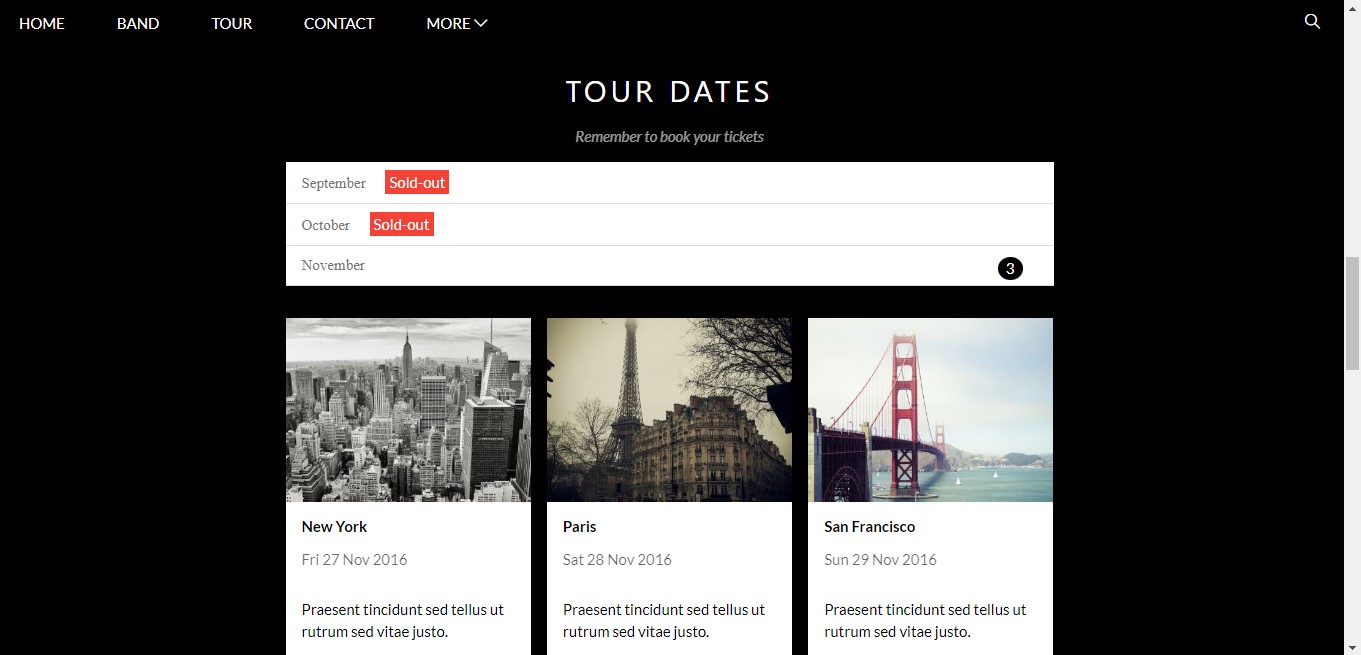 HOME BAND TOUR CONTACT MORE
TOUR DATES
Remember to book your tickets
September Sold-out
October Sold-out
November 3
New York
Fri 27 Nov 2016
Praesent tincidunt sed tellus ut
rutrum sed vitae justo.
Paris
Sat 28 Nov 2016
Praesent tincidunt sed tellus ut
rutrum sed vitae justo.
San Francisco
Sun 29 Nov 2016
Praesent tincidunt sed tellus ut
rutrum sed vitae justo.